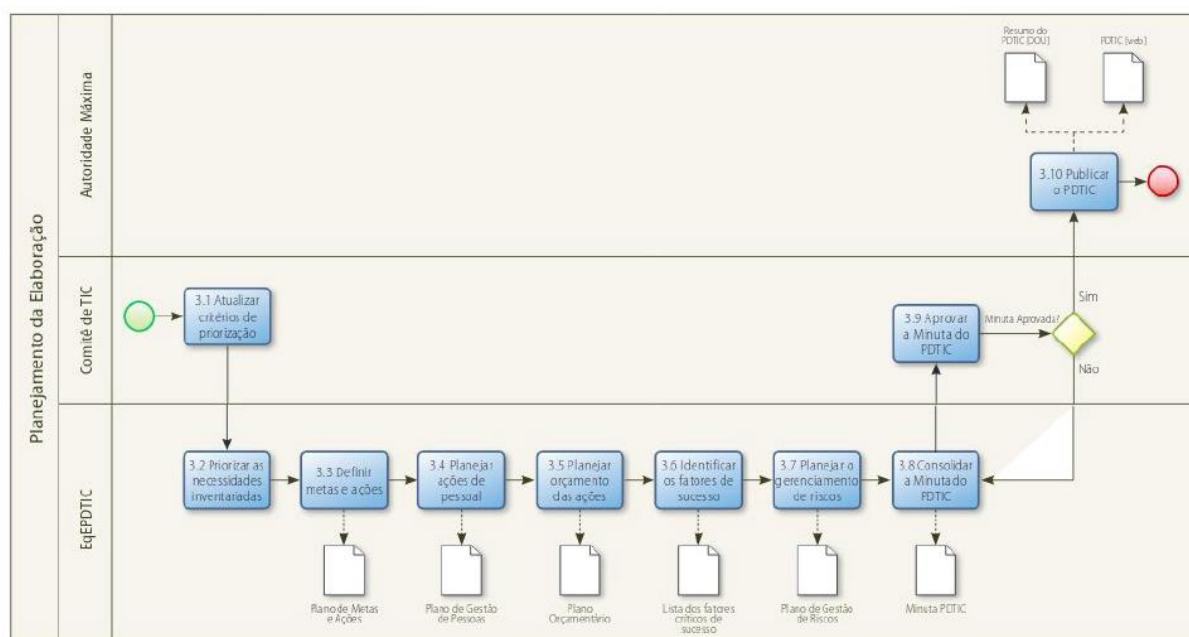 Planejamento da Elaboração
Autoridade Máxima
Resumo do
PDTIC [DOU]
PDTIC [web]
3.10 Publicar
o PDTIC
Comitê de TIC
3.1 Atualizar
critérios de
priorização
3.9 Aprovar
a Minuta do
PDTIC
Minuta Aprovada?
Sim
Não
EqEPDTIC
3.2 Priorizar as
necessidades
inventariadas
3.3 Definir
metas e ações
3.4 Planejar
ações de
pessoal
3.5 Planejar
orçamento
das ações
3.6 Identificar
os fatores de
sucesso
3.7 Planejar o
gerenciamento
de riscos
3.8 Consolidar
a Minuta do
PDTIC
Plano de Metas
e Ações
Plano de Gestão
de Pessoas
Plano
Orçamentário
Lista dos fatores
críticos de
sucesso
Plano de Gestão
de Riscos
Minuta PDTIC